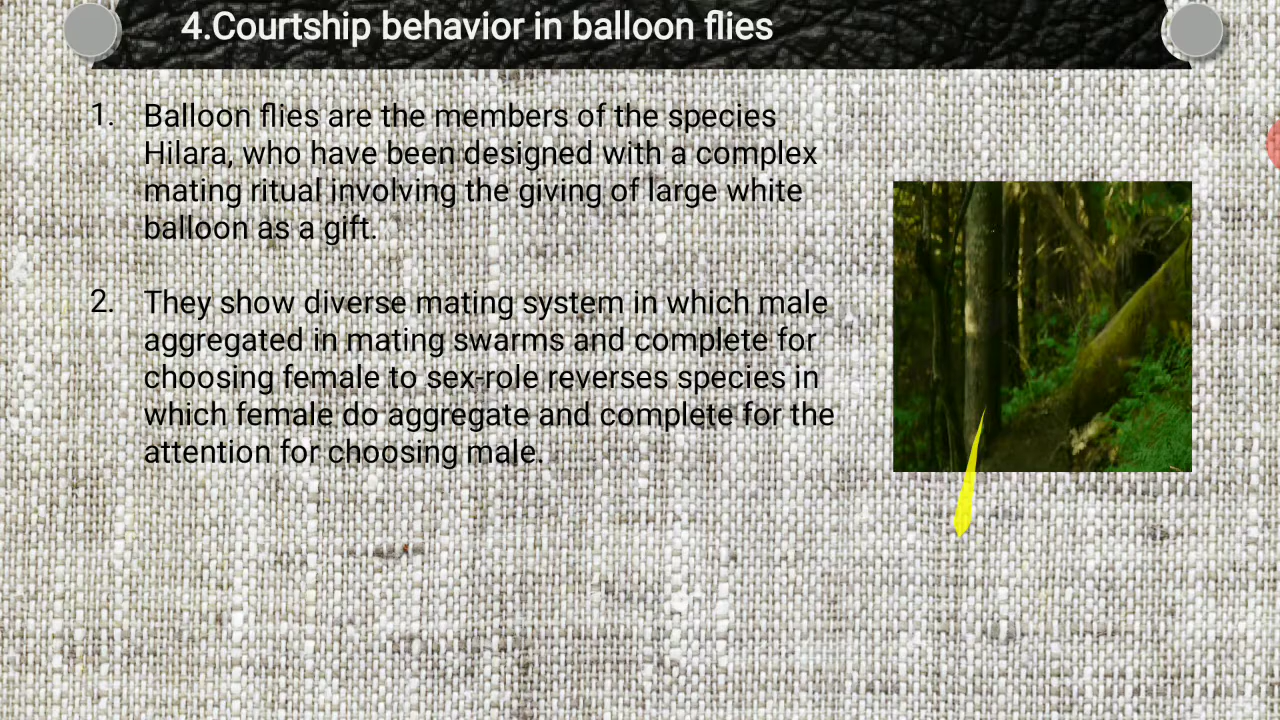 4.Courtship behavior in balloon flies
1. Balloon flies are the members of the species
Hilara, who have been designed with a complex
mating ritual involving the giving of large white
balloon as a gift.
2. They show diverse mating system in which male
aggregated in mating swarms and complete for
choosing female to sex-role reverses species in
which female do aggregate and complete for the
attention for choosing male.